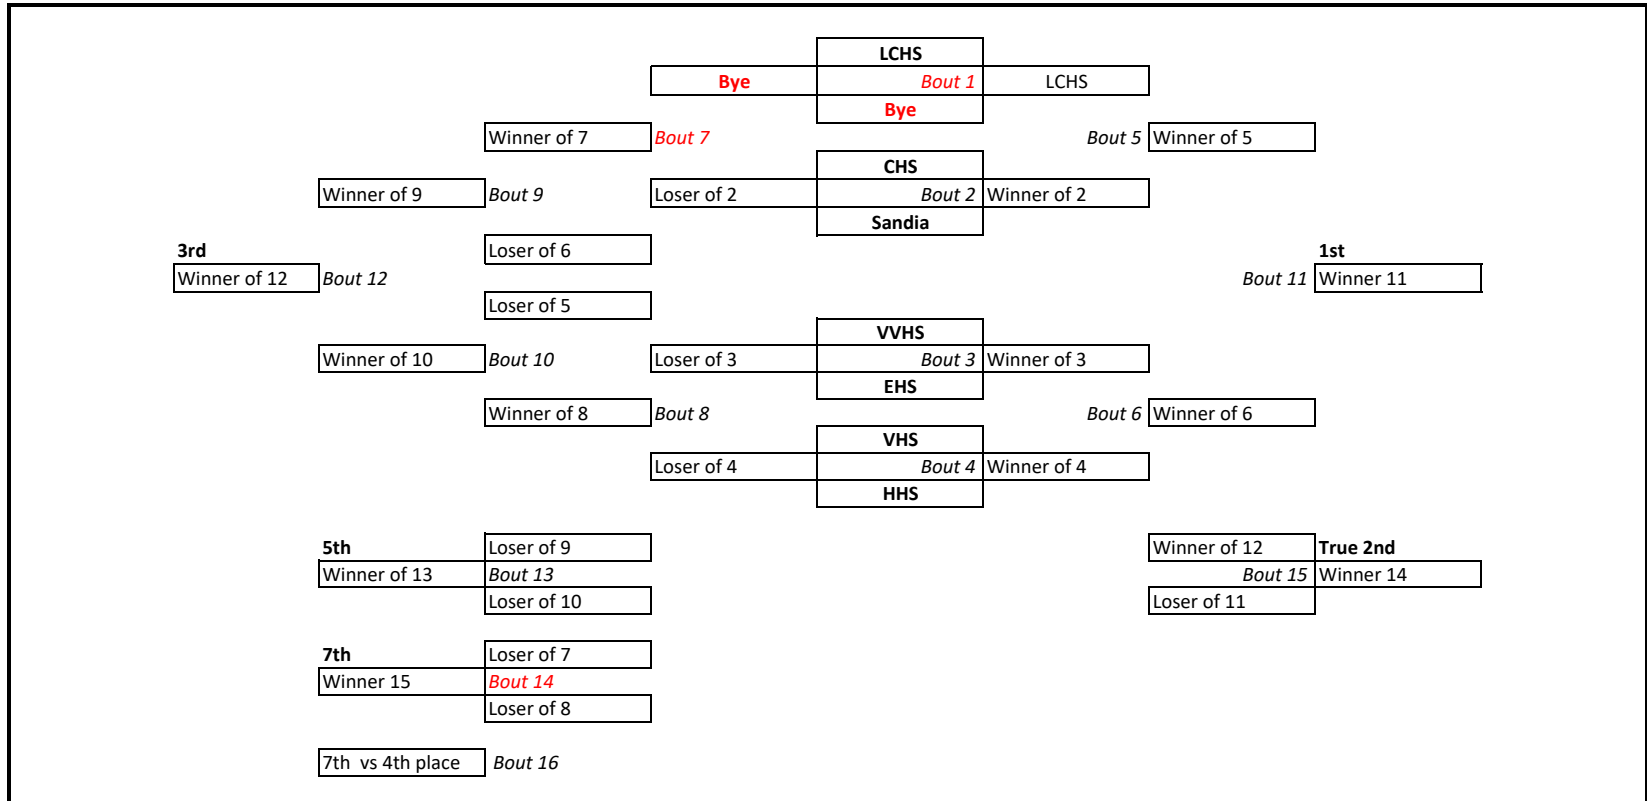 LCHS
Bye Bout 1 LCHS
Bye
Winner of 7 Bout 7 Bout 5 Winner of 5
CHS
Winner of 9 Bout 9 Loser of 2 Bout 2 Winner of 2
Sandia
3rd Loser of 6 1st
Winner of 12 Bout 12 Bout 11 Winner 11
Loser of 5
VVHS
Winner of 10 Bout 10 Loser of 3 Bout 3 Winner of 3
EHS
Winner of 8 Bout 8 Bout 6 Winner of 6
VHS
Loser of 4 Bout 4 Winner of 4
HHS
5th Loser of 9 Winner of 12 True 2nd
Winner of 13 Bout 13 Bout 15 Winner 14
Loser of 10 Loser of 11
7th Loser of 7
Winner 15 Bout 14
Loser of 8
7th vs 4th place Bout 16